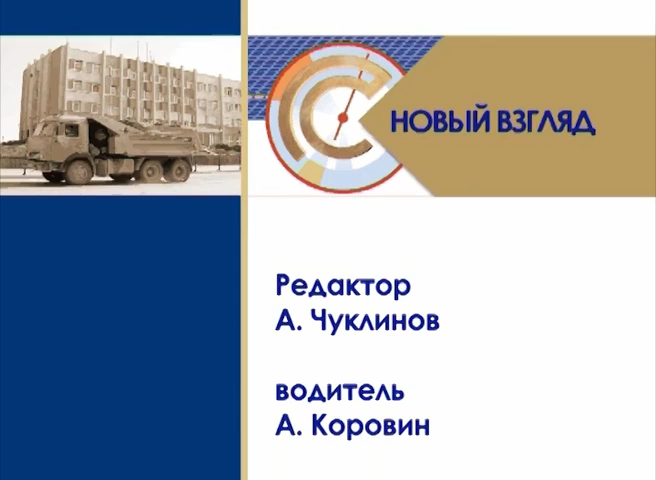 НОВЫЙ ВЗГЛЯД
Редактор
А. Чуклинов
водитель
А. Коровин